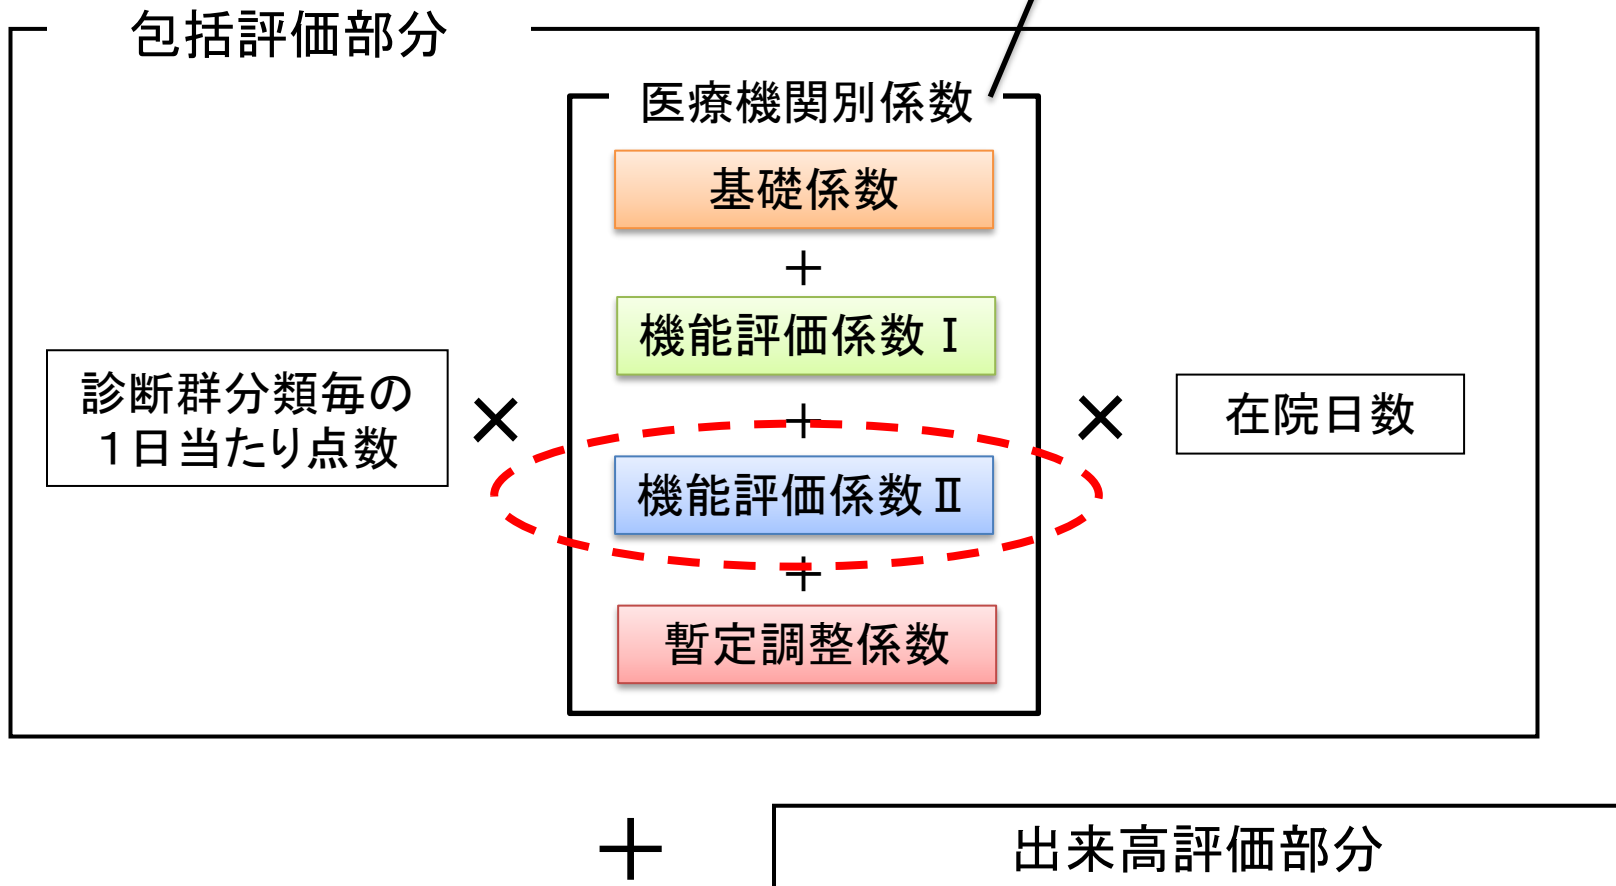 包括評価部分
医療機関別係数
基礎係数
＋
機能評価係数Ⅰ
＋
機能評価係数Ⅱ
＋
暫定調整係数
診断群分類毎の
１日当たり点数
×
×
在院日数
＋
出来高評価部分